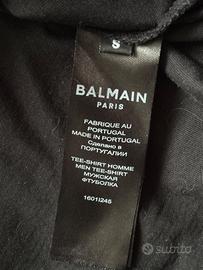 S
BALMAIN
PARIS
FABRIQUE AU
PORTUGAL
MADE IN PORTUGAL
Сделано в
ПОРТУГАЛИИ
TEE-SHIRT HOMME
MEN TEE-SHIRT
МУЖСКАЯ
ФТУБОЛКА
1601I245
subito